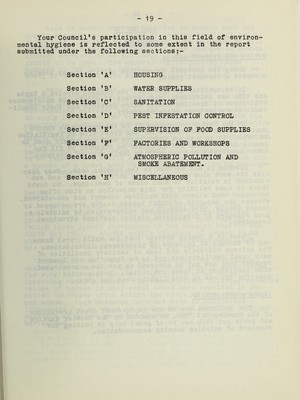 - 19 -
Your Council's participation in this field of environ-
mental hygiene is reflected to some extent in the report
submitted under the following sections:-
Section 'A' HOUSING
Section 'B' WATER SUPPLIES
Section 'C' SANITATION
Section 'D' PEST INFESTATION CONTROL
Section 'E' SUPERVISION OF FOOD SUPPLIES
Section 'F' FACTORIES AND WORKSHOPS
Section 'G' ATMOSPHERIC POLLUTION AND
SMOKE ABATEMENT.
Section 'H' MISCELLANEOUS